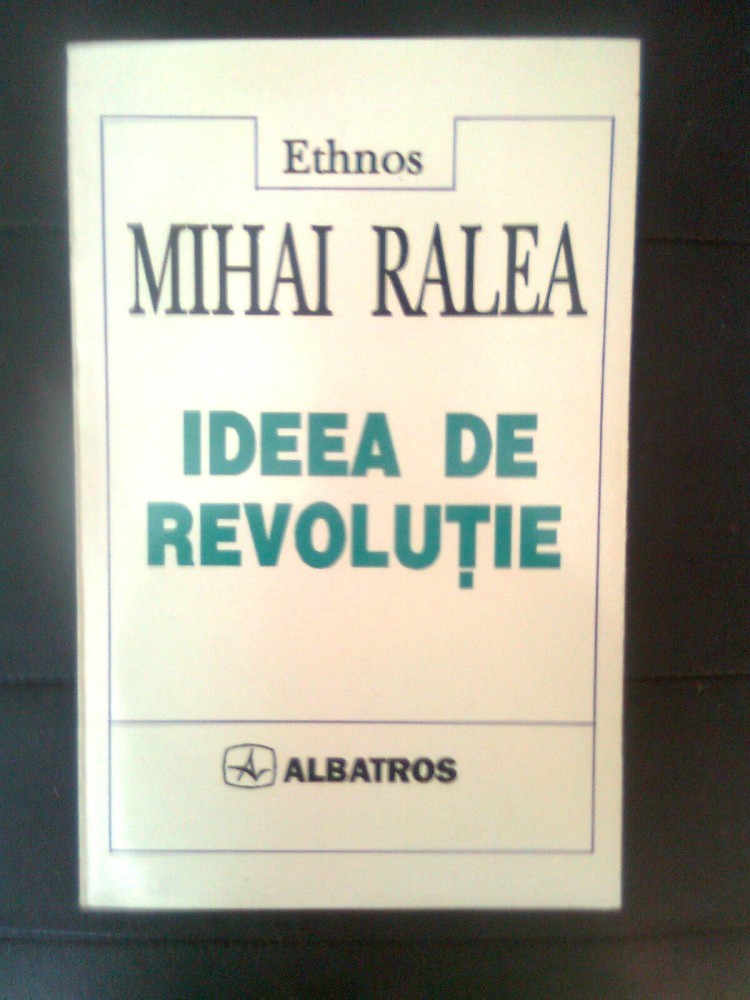 Ethnos
MIHAI RALEA
IDEEA DE
REVOLUȚIE
ALBATROS